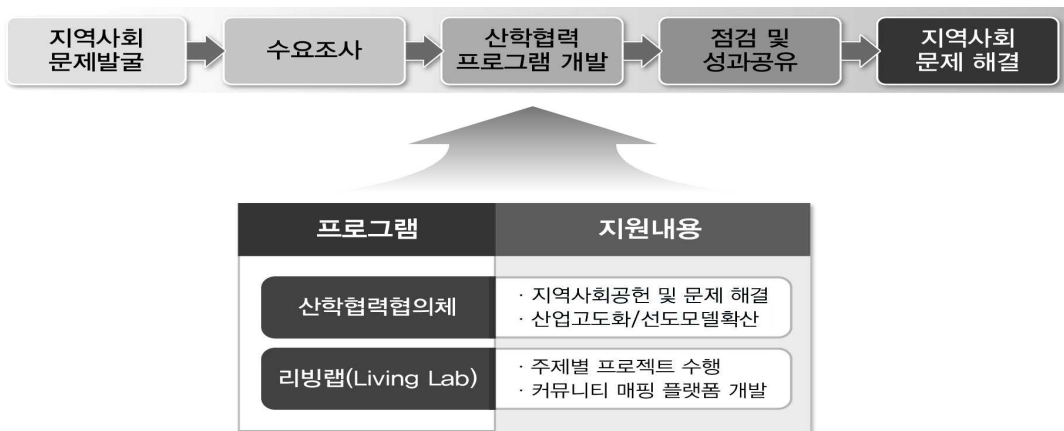 지역사회
문제발굴
수요조사
산학협력
프로그램 개발
점검 및
성과공유
지역사회
문제 해결
프로그램
지원내용
산학협력협의체
· 지역사회공헌 및 문제 해결
· 산업고도화/선도모델확산
리빙랩(Living Lab)
· 주제별 프로젝트 수행
· 커뮤니티 매핑 플랫폼 개발